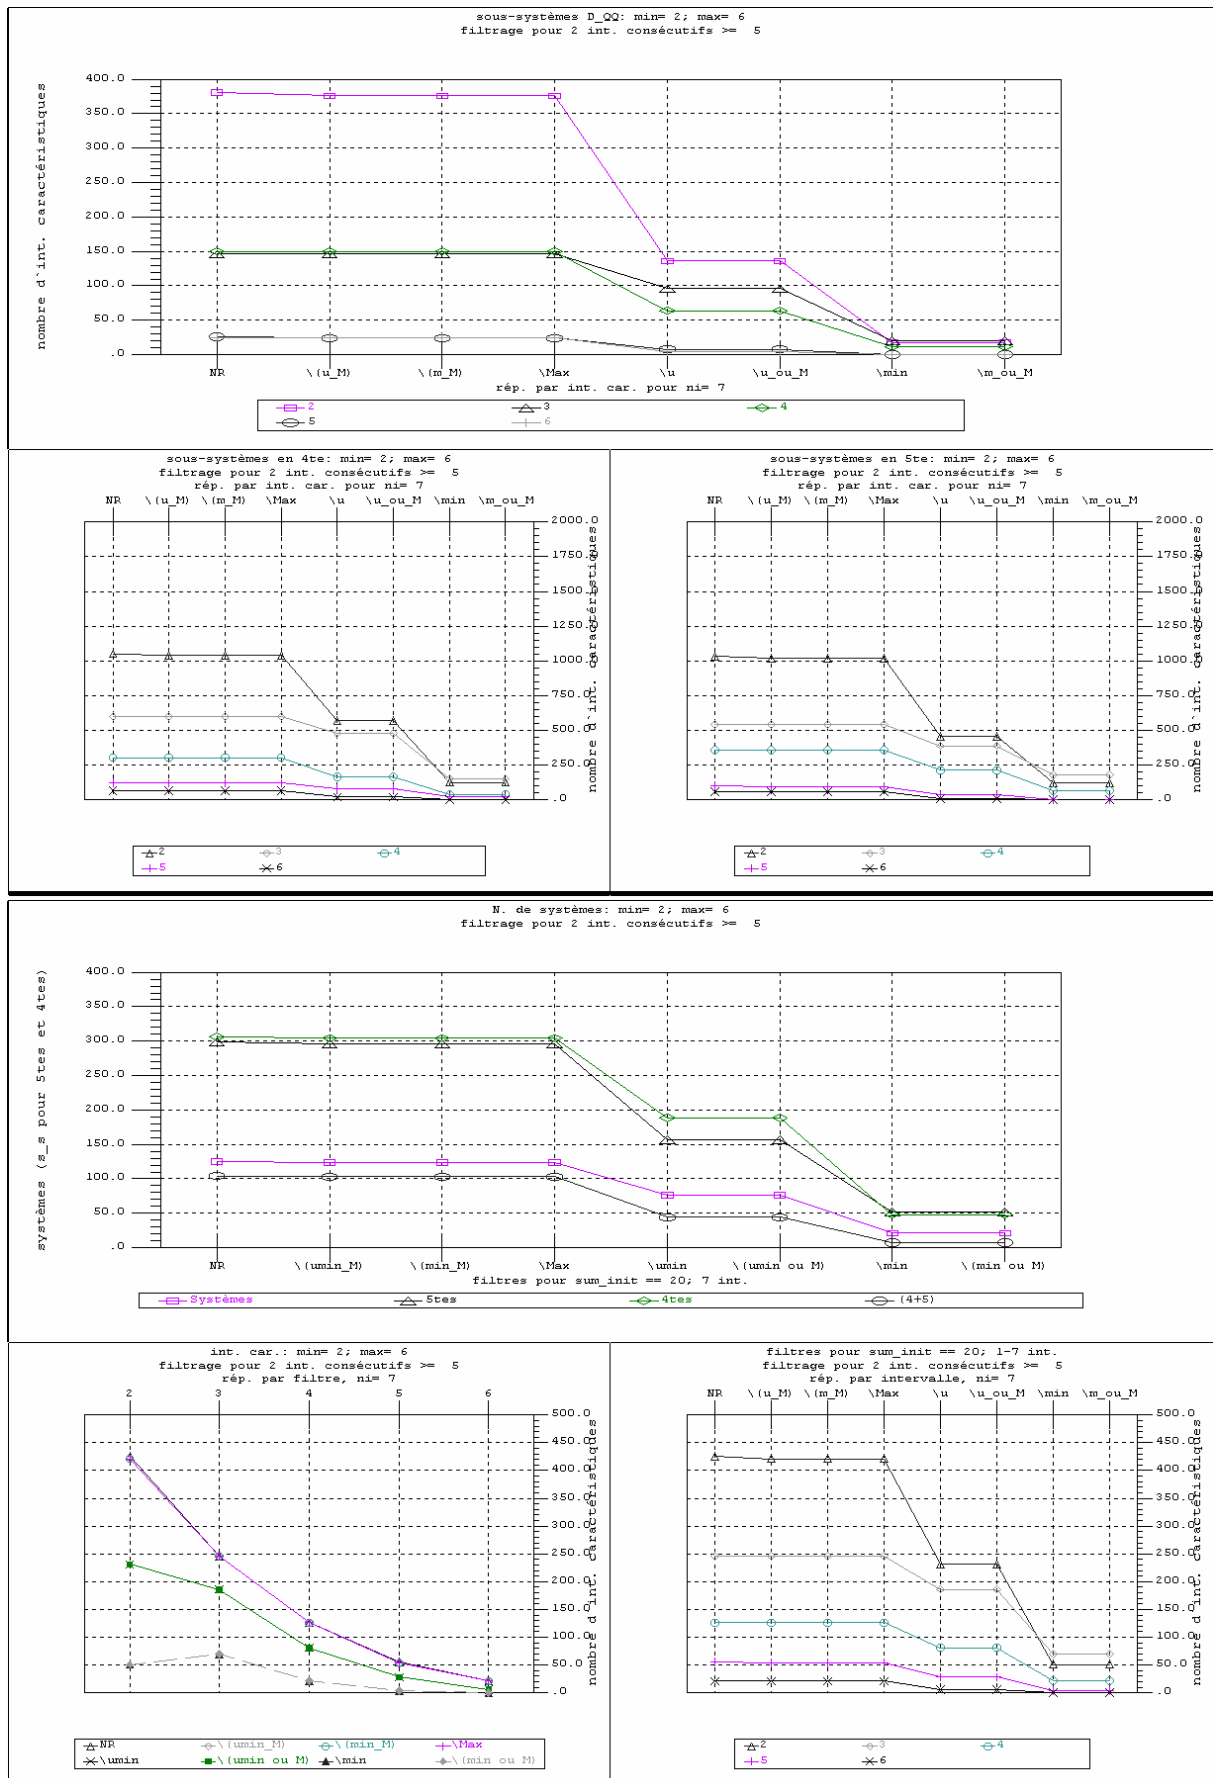 sous-systèmes D_QQ: min= 2; max= 6
filtrage pour 2 int. consécutifs >=  5
nombre d`int. caractéristiques
400.0
350.0
300.0
250.0
200.0
150.0
100.0
50.0
.0
NR \(u_M) \(m_M) \Max \u \u_ou_M \min \m_ou_M
rép. par int. car. pour ni= 7
2 3 4
5 6
sous-systèmes en 4te: min= 2; max= 6
filtrage pour 2 int. consécutifs >=  5
rép. par int. car. pour ni= 7
NR \(u_M) \(m_M) \Max \u \u_ou_M \min \m_ou_M
2000.0
1750.0
1500.0
1250.0
1000.0
750.0
500.0
250.0
.0
nombre d`int. caractéristiques
2 3 4
5 6
sous-systèmes en 5te: min= 2; max= 6
filtrage pour 2 int. consécutifs >=  5
rép. par int. car. pour ni= 7
NR \(u_M) \(m_M) \Max \u \u_ou_M \min \m_ou_M
2000.0
1750.0
1500.0
1250.0
1000.0
750.0
500.0
250.0
.0
nombre d`int. caractéristiques
2 3 4
5 6
N. de systèmes: min= 2; max= 6
filtrage pour 2 int. consécutifs >=  5
systèmes (s_s pour 5tes et 4tes)
400.0
350.0
300.0
250.0
200.0
150.0
100.0
50.0
.0
NR \(umin_M) \(min_M) \Max \umin \(umin ou M) \min \(min ou M)
filtres pour sum_init == 20; 7 int.
Systèmes 5tes 4tes (4+5)
int. car.: min= 2; max= 6
filtrage pour 2 int. consécutifs >=  5
rép. par filtre, ni= 7
2 3 4 5 6
500.0
450.0
400.0
350.0
300.0
250.0
200.0
150.0
100.0
50.0
.0
nombre d`int. caractéristiques
NR \(umin_M) \(min_M) \Max
\umin \(umin ou M) \min \(min ou M)
filtres pour sum_init == 20; 1-7 int.
filtrage pour 2 int. consécutifs >=  5
rép. par intervalle, ni= 7
NR \(u_M) \(m_M) \Max \u \u_ou_M \min \m_ou_M
500.0
450.0
400.0
350.0
300.0
250.0
200.0
150.0
100.0
50.0
.0
nombre d`int. caractéristiques
2 3 4
5 6